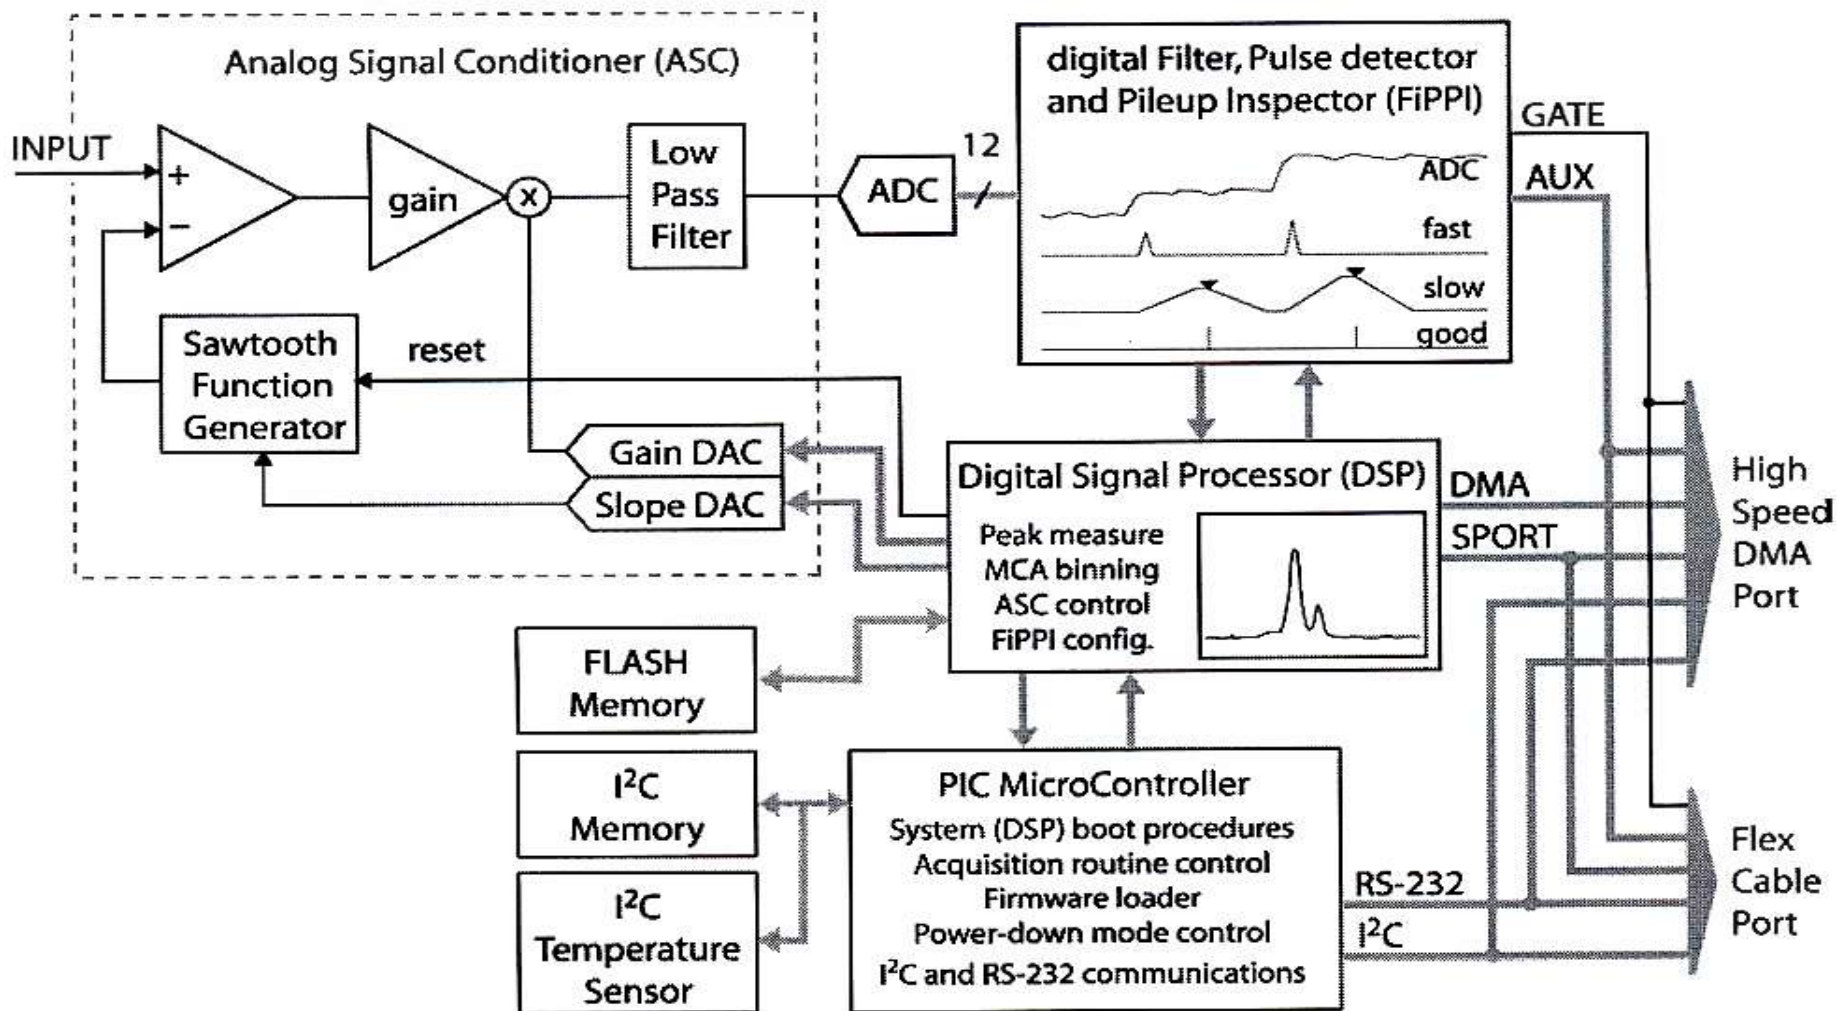 Analog Signal Conditioner (ASC)
INPUT
+
−
gain
x
Low
Pass
Filter
ADC
12
digital Filter, Pulse detector
and Pileup Inspector (FiPPI)
ADC
fast
slow
good
GATE
AUX
Sawtooth
Function
Generator
reset
Gain DAC
Slope DAC
Digital Signal Processor (DSP)
Peak measure
MCA binning
ASC control
FiPPI config.
DMA
SPORT
High
Speed
DMA
Port
FLASH
Memory
I²C
Memory
I²C
Temperature
Sensor
PIC MicroController
System (DSP) boot procedures
Acquisition routine control
Firmware loader
Power-down mode control
I²C and RS-232 communications
RS-232
I²C
Flex
Cable
Port